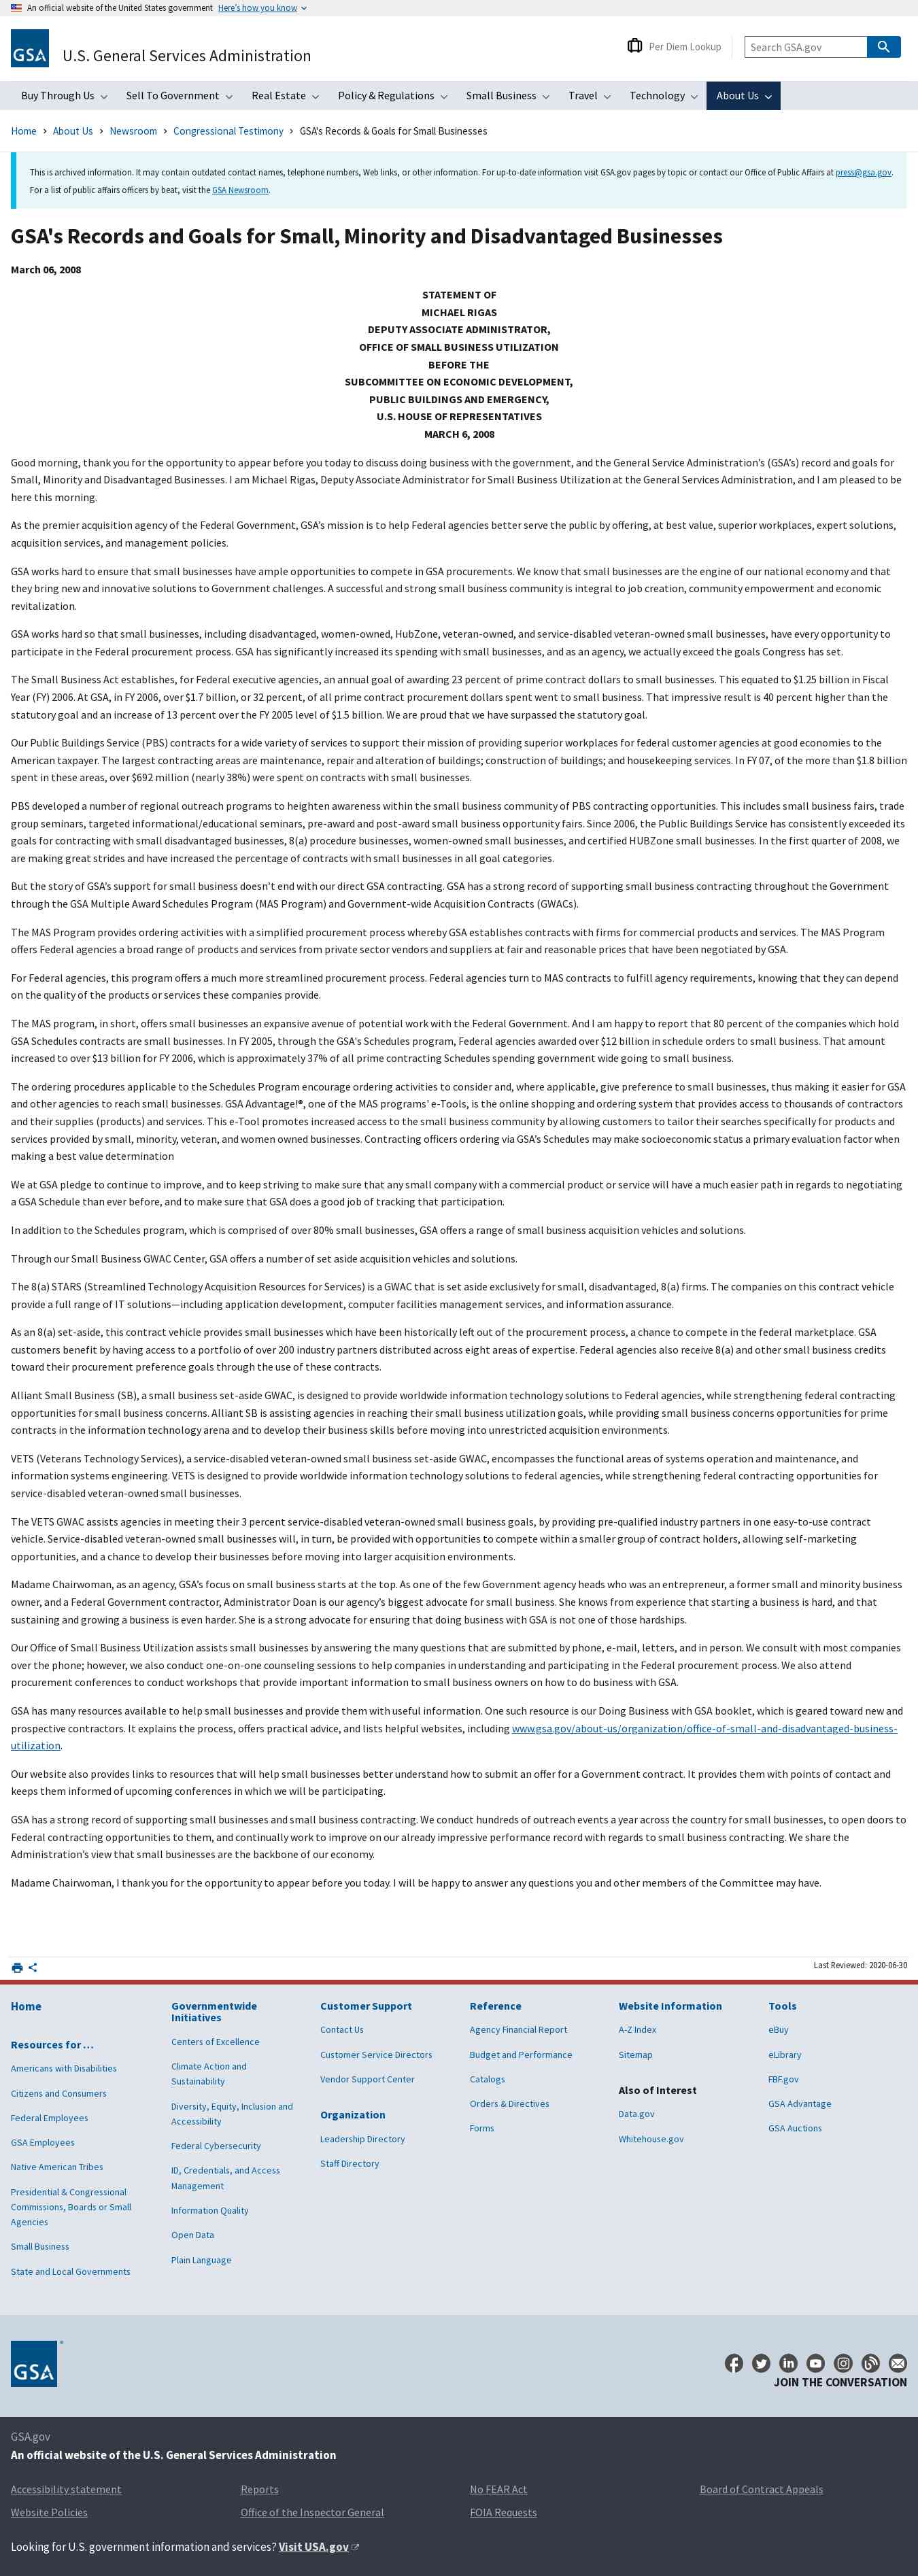 An official website of the United States government Here's how you know
GSA
U.S. General Services Administration
Per Diem Lookup
Search GSA.gov
Buy Through Us
Sell To Government
Real Estate
Policy & Regulations
Small Business
Travel
Technology
About Us
Home > About Us > Newsroom > Congressional Testimony > GSA's Records & Goals for Small Businesses
This is archived information. It may contain outdated contact names, telephone numbers, Web links, or other information. For up-to-date information visit GSA.gov pages by topic or contact our Office of Public Affairs at press@gsa.gov.
For a list of public affairs officers by beat, visit the GSA Newsroom.
GSA's Records and Goals for Small, Minority and Disadvantaged Businesses
March 06, 2008
STATEMENT OF
MICHAEL RIGAS
DEPUTY ASSOCIATE ADMINISTRATOR,
OFFICE OF SMALL BUSINESS UTILIZATION
BEFORE THE
SUBCOMMITTEE ON ECONOMIC DEVELOPMENT,
PUBLIC BUILDINGS AND EMERGENCY,
U.S. HOUSE OF REPRESENTATIVES
MARCH 6, 2008
Good morning, thank you for the opportunity to appear before you today to discuss doing business with the government, and the General Service Administration's (GSA's) record and goals for
Small, Minority and Disadvantaged Businesses. I am Michael Rigas, Deputy Associate Administrator for Small Business Utilization at the General Services Administration, and I am pleased to be
here this morning.
As the premier acquisition agency of the Federal Government, GSA's mission is to help Federal agencies better serve the public by offering, at best value, superior workplaces, expert solutions,
acquisition services, and management policies.
GSA works hard to ensure that small businesses have ample opportunities to compete in GSA procurements. We know that small businesses are the engine of our national economy and that
they bring new and innovative solutions to Government challenges. A successful and strong small business community is integral to job creation, community empowerment and economic
revitalization.
GSA works hard so that small businesses, including disadvantaged, women-owned, HubZone, veteran-owned, and service-disabled veteran-owned small businesses, have every opportunity to
participate in the Federal procurement process. GSA has significantly increased its spending with small businesses, and as an agency, we actually exceed the goals Congress has set.
The Small Business Act establishes, for Federal executive agencies, an annual goal of awarding 23 percent of prime contract dollars to small businesses. This equated to $1.25 billion in Fiscal
Year (FY) 2006. At GSA, in FY 2006, over $1.7 billion, or 32 percent, of all prime contract procurement dollars spent went to small business. That impressive result is 40 percent higher than the
statutory goal and an increase of 13 percent over the FY 2005 level of $1.5 billion. We are proud that we have surpassed the statutory goal.
Our Public Buildings Service (PBS) contracts for a wide variety of services to support their mission of providing superior workplaces for federal customer agencies at good economies to the
American taxpayer. The largest contracting areas are maintenance, repair and alteration of buildings; construction of buildings; and housekeeping services. In FY 07, of the more than $1.8 billion
spent in these areas, over $692 million (nearly 38%) were spent on contracts with small businesses.
PBS developed a number of regional outreach programs to heighten awareness within the small business community of PBS contracting opportunities. This includes small business fairs, trade
group seminars, targeted informational/educational seminars, pre-award and post-award small business opportunity fairs. Since 2006, the Public Buildings Service has consistently exceeded its
goals for contracting with small disadvantaged businesses, 8(a) procedure businesses, women-owned small businesses, and certified HUBZone small businesses. In the first quarter of 2008, we
are making great strides and have increased the percentage of contracts with small businesses in all goal categories.
But the story of GSA's support for small business doesn't end with our direct GSA contracting. GSA has a strong record of supporting small business contracting throughout the Government
through the GSA Multiple Award Schedules Program (MAS Program) and Government-wide Acquisition Contracts (GWACs).
The MAS Program provides ordering activities with a simplified procurement process whereby GSA establishes contracts with firms for commercial products and services. The MAS Program
offers Federal agencies a broad range of products and services from private sector vendors and suppliers at fair and reasonable prices that have been negotiated by GSA.
For Federal agencies, this program offers a much more streamlined procurement process. Federal agencies turn to MAS contracts to fulfill agency requirements, knowing that they can depend
on the quality of the products or services these companies provide.
The MAS program, in short, offers small businesses an expansive avenue of potential work with the Federal Government. And I am happy to report that 80 percent of the companies which hold
GSA Schedules contracts are small businesses. In FY 2005, through the GSA's Schedules program, Federal agencies awarded over $12 billion in schedule orders to small business. That amount
increased to over $13 billion for FY 2006, which is approximately 37% of all prime contracting Schedules spending government wide going to small business.
The ordering procedures applicable to the Schedules Program encourage ordering activities to consider and, where applicable, give preference to small businesses, thus making it easier for GSA
and other agencies to reach small businesses. GSA Advantage!®, one of the MAS programs' e-Tools, is the online shopping and ordering system that provides access to thousands of contractors
and their supplies (products) and services. This e-Tool promotes increased access to the small business community by allowing customers to tailor their searches specifically for products and
services provided by small, minority, veteran, and women owned businesses. Contracting officers ordering via GSA's Schedules may make socioeconomic status a primary evaluation factor when
making a best value determination
We at GSA pledge to continue to improve, and to keep striving to make sure that any small company with a commercial product or service will have a much easier path in regards to negotiating
a GSA Schedule than ever before, and to make sure that GSA does a good job of tracking that participation.
In addition to the Schedules program, which is comprised of over 80% small businesses, GSA offers a range of small business acquisition vehicles and solutions.
Through our Small Business GWAC Center, GSA offers a number of set aside acquisition vehicles and solutions.
The 8(a) STARS (Streamlined Technology Acquisition Resources for Services) is a GWAC that is set aside exclusively for small, disadvantaged, 8(a) firms. The companies on this contract vehicle
provide a full range of IT solutions—including application development, computer facilities management services, and information assurance.
As an 8(a) set-aside, this contract vehicle provides small businesses which have been historically left out of the procurement process, a chance to compete in the federal marketplace. GSA
customers benefit by having access to a portfolio of over 200 industry partners distributed across eight areas of expertise. Federal agencies also receive 8(a) and other small business credits
toward their procurement preference goals through the use of these contracts.
Alliant Small Business (SB), a small business set-aside GWAC, is designed to provide worldwide information technology solutions to Federal agencies, while strengthening federal contracting
opportunities for small business concerns. Alliant SB is assisting agencies in reaching their small business utilization goals, while providing small business concerns opportunities for prime
contracts in the information technology arena and to develop their business skills before moving into unrestricted acquisition environments.
VETS (Veterans Technology Services), a service-disabled veteran-owned small business set-aside GWAC, encompasses the functional areas of systems operation and maintenance, and
information systems engineering. VETS is designed to provide worldwide information technology solutions to federal agencies, while strengthening federal contracting opportunities for
service-disabled veteran-owned small businesses.
The VETS GWAC assists agencies in meeting their 3 percent service-disabled veteran-owned small business goals, by providing pre-qualified industry partners in one easy-to-use contract
vehicle. Service-disabled veteran-owned small businesses will, in turn, be provided with opportunities to compete within a smaller group of contract holders, allowing self-marketing
opportunities, and a chance to develop their businesses before moving into larger acquisition environments.
Madame Chairwoman, as an agency, GSA's focus on small business starts at the top. As one of the few Government agency heads who was an entrepreneur, a former small and minority business
owner, and a Federal Government contractor, Administrator Doan is our agency's biggest advocate for small business. She knows from experience that starting a business is hard, and that
sustaining and growing a business is even harder. She is a strong advocate for ensuring that doing business with GSA is not one of those hardships.
Our Office of Small Business Utilization assists small businesses by answering the many questions that are submitted by phone, e-mail, letters, and in person. We consult with most companies
over the phone; however, we also conduct one-on-one counseling sessions to help companies in understanding and participating in the Federal procurement process. We also attend
procurement conferences to conduct workshops that provide important information to small business owners on how to do business with GSA.
GSA has many resources available to help small businesses and provide them with useful information. One such resource is our Doing Business with GSA booklet, which is geared toward new and
prospective contractors. It explains the process, offers practical advice, and lists helpful websites, including www.gsa.gov/about-us/organization/office-of-small-and-disadvantaged-business-
utilization.
Our website also provides links to resources that will help small businesses better understand how to submit an offer for a Government contract. It provides them with points of contact and
keeps them informed of upcoming conferences in which we will be participating.
GSA has a strong record of supporting small businesses and small business contracting. We conduct hundreds of outreach events a year across the country for small businesses, to open doors to
Federal contracting opportunities to them, and continually work to improve on our already impressive performance record with regards to small business contracting. We share the
Administration's view that small businesses are the backbone of our economy.
Madame Chairwoman, I thank you for the opportunity to appear before you today. I will be happy to answer any questions you and other members of the Committee may have.
Last Reviewed: 2020-06-30
Home
Resources for …
Americans with Disabilities
Citizens and Consumers
Federal Employees
GSA Employees
Native American Tribes
Presidential & Congressional
Commissions, Boards or Small
Agencies
Small Business
State and Local Governments
Governmentwide
Initiatives
Centers of Excellence
Climate Action and
Sustainability
Diversity, Equity, Inclusion and
Accessibility
Federal Cybersecurity
ID, Credentials, and Access
Management
Information Quality
Open Data
Plain Language
Customer Support
Contact Us
Customer Service Directors
Vendor Support Center
Organization
Leadership Directory
Staff Directory
Reference
Agency Financial Report
Budget and Performance
Catalogs
Orders & Directives
Forms
Website Information
A-Z Index
Sitemap
Also of Interest
Data.gov
Whitehouse.gov
Tools
eBuy
eLibrary
FBF.gov
GSA Advantage
GSA Auctions
GSA
JOIN THE CONVERSATION
GSA.gov
An official website of the U.S. General Services Administration
Accessibility statement
Reports
No FEAR Act
Board of Contract Appeals
Website Policies
Office of the Inspector General
FOIA Requests
Looking for U.S. government information and services? Visit USA.gov